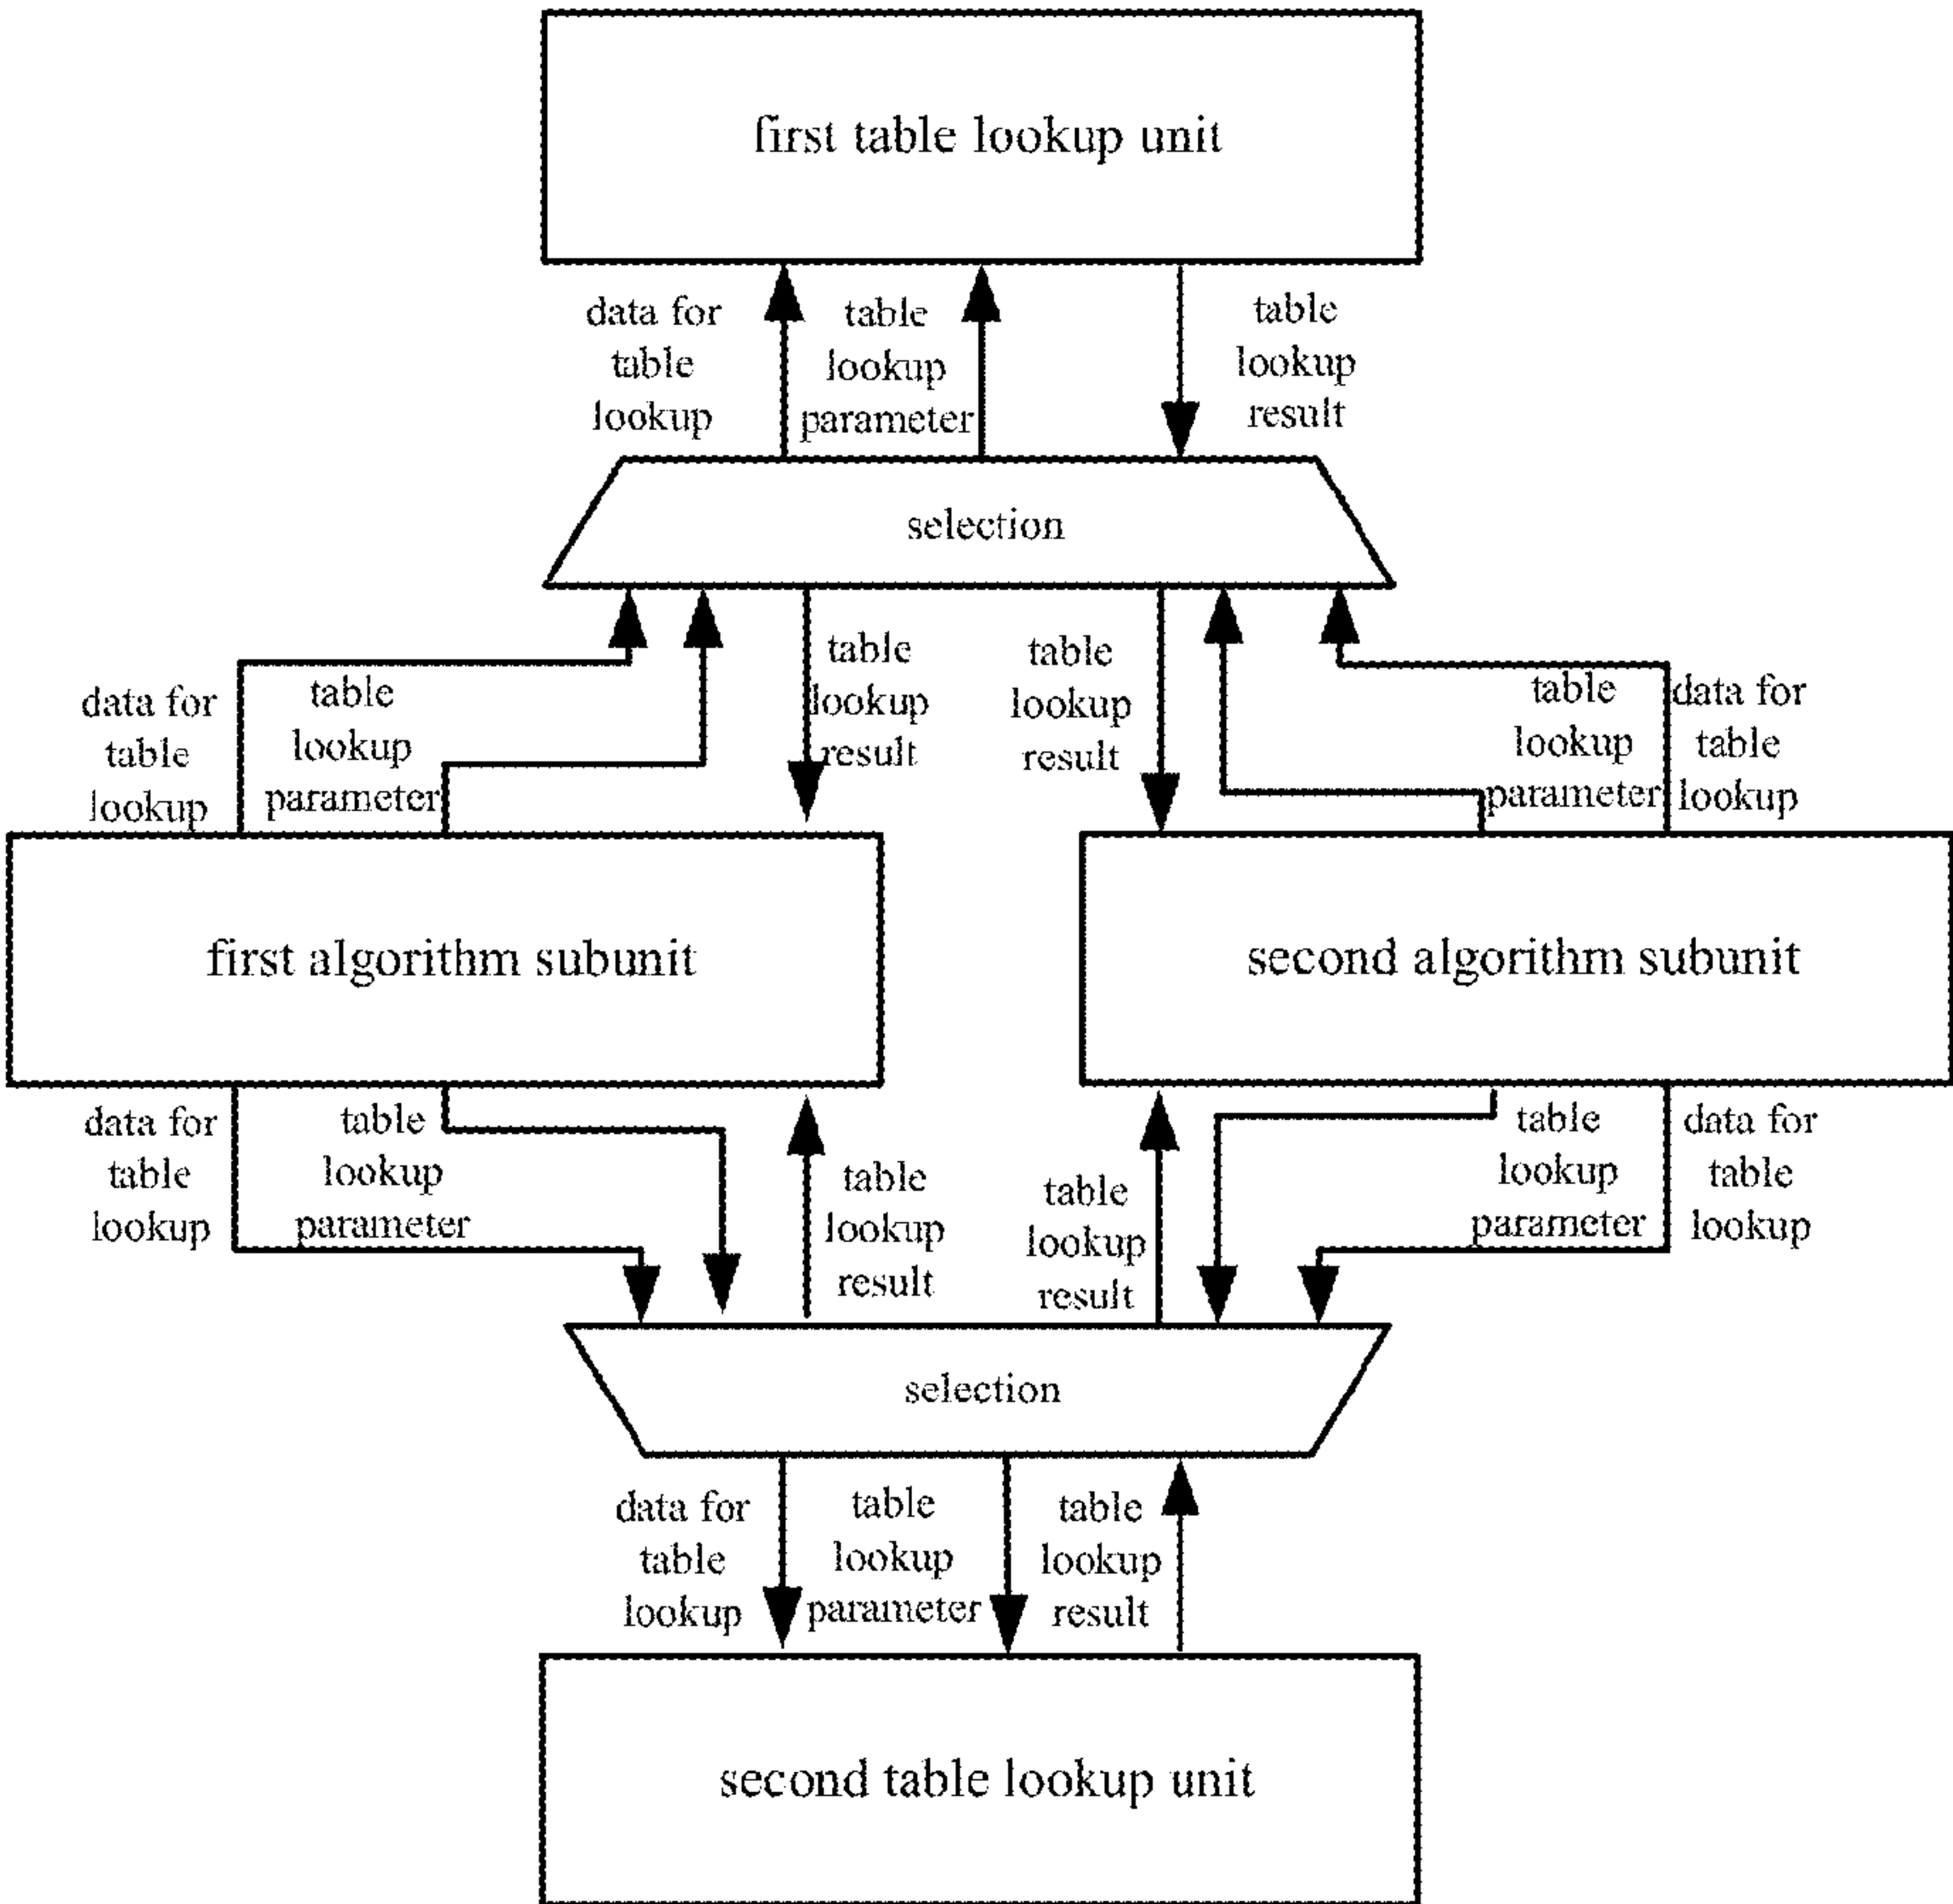 first table lookup unit
data for
table
lookup
table
lookup
parameter
table
lookup
result
selection
data for
table
lookup
table
lookup
parameter
table
lookup
result
table
lookup
result
table
lookup
parameter
data for
table
lookup
first algorithm subunit
second algorithm subunit
data for
table
lookup
table
lookup
parameter
table
lookup
result
table
lookup
result
table
lookup
parameter
data for
table
lookup
selection
data for
table
lookup
table
lookup
parameter
table
lookup
result
second table lookup unit